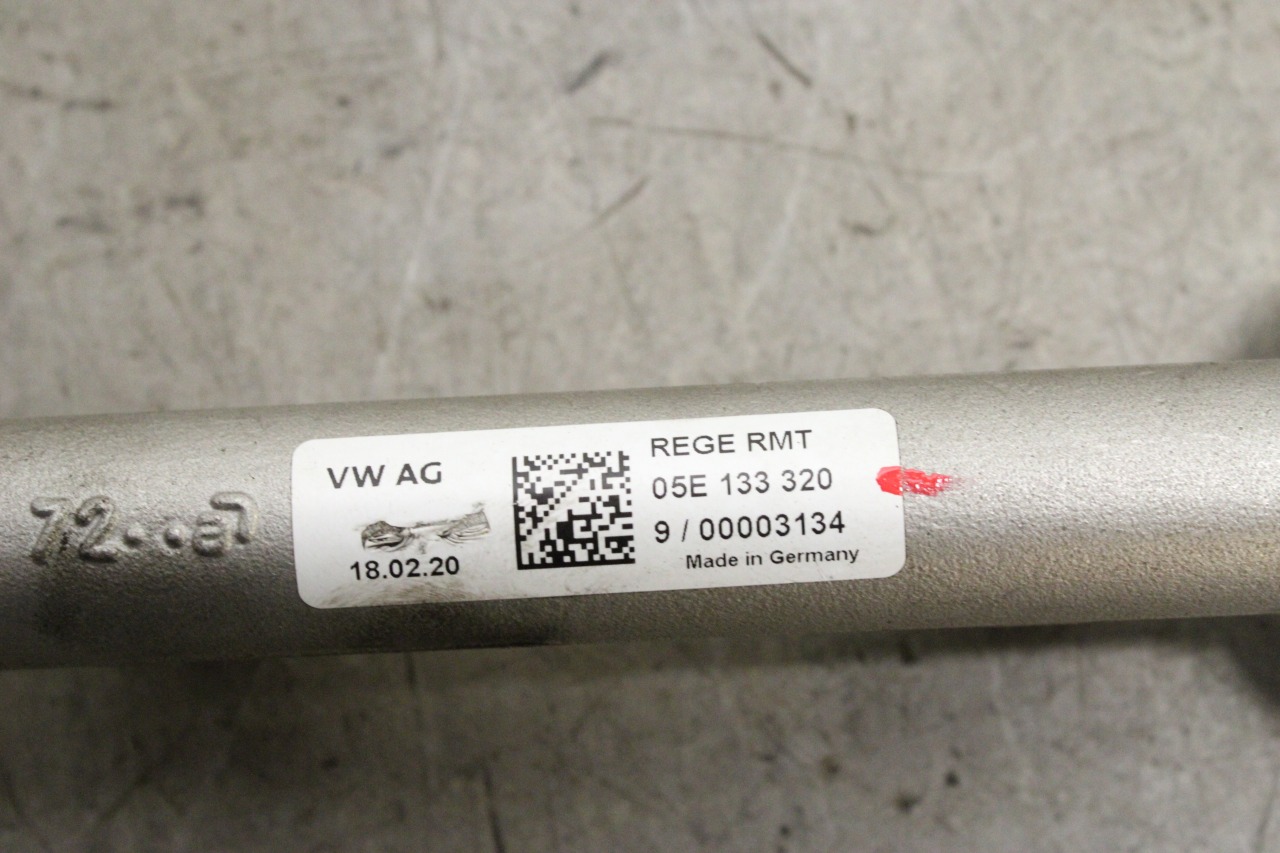 VW AG
18.02.20
REGE RMT
05E 133 320
9 / 00003134
Made in Germany